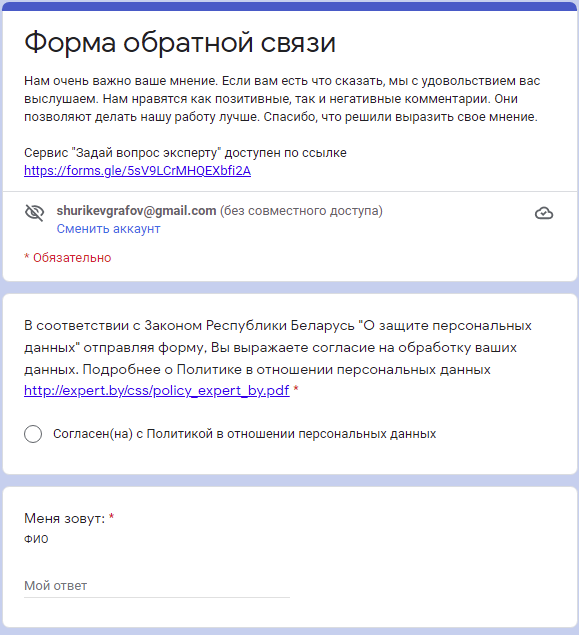 Форма обратной связи
Нам очень важно ваше мнение. Если вам есть что сказать, мы с удовольствием вас
выслушаем. Нам нравятся как позитивные, так и негативные комментарии. Они
позволяют делать нашу работу лучше. Спасибо, что решили выразить свое мнение.
Сервис "Задай вопрос эксперту" доступен по ссылке
https://forms.gle/5sV9LCrMHQEXbfi2A
shurikevgrafov@gmail.com (без совместного доступа)
Сменить аккаунт
* Обязательно
В соответствии с Законом Республики Беларусь "О защите персональных
данных" отправляя форму, Вы выражаете согласие на обработку ваших
данных. Подробнее о Политике в отношении персональных данных
http://expert.by/css/policy_expert_by.pdf *
Согласен(на) с Политикой в отношении персональных данных
Меня зовут: *
ФИО
Мой ответ